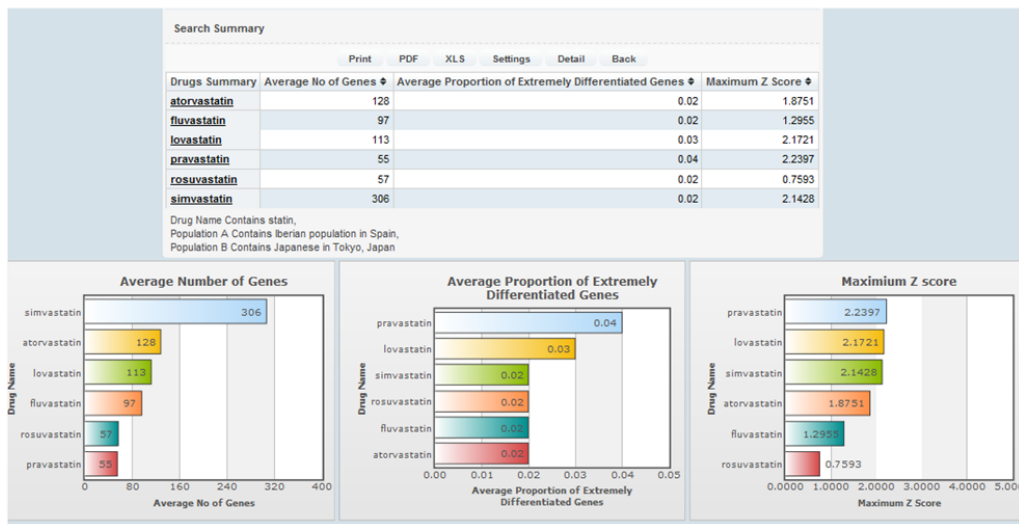 Search Summary
Print PDF XLS Settings Detail Back
Drugs Summary Average No of Genes Average Proportion of Extremely Differentiated Genes Maximum Z Score
atorvastatin 128 0.02 1.8751
fluvastatin 97 0.02 1.2955
lovastatin 113 0.03 2.1721
pravastatin 55 0.04 2.2397
rosuvastatin 57 0.02 0.7593
simvastatin 306 0.02 2.1428
Drug Name Contains statin,
Population A Contains Iberian population in Spain,
Population B Contains Japanese in Tokyo, Japan
Average Number of Genes
Drug Name
simvastatin 306
atorvastatin 128
lovastatin 113
fluvastatin 97
rosuvastatin 57
pravastatin 55
0 80 160 240 320 400
Average No of Genes
Average Proportion of Extremely
Differentiated Genes
Drug Name
pravastatin 0.04
lovastatin 0.03
simvastatin 0.02
rosuvastatin 0.02
fluvastatin 0.02
atorvastatin 0.02
0.00 0.01 0.02 0.03 0.04 0.05
Average Proportion of Extremely
Differentiated Genes
Maximium Z score
Drug Name
pravastatin 2.2397
lovastatin 2.1721
simvastatin 2.1428
atorvastatin 1.8751
fluvastatin 1.2955
rosuvastatin 0.7593
0.0000 1.0000 2.0000 3.0000 4.0000 5.000
Maximum Z Score